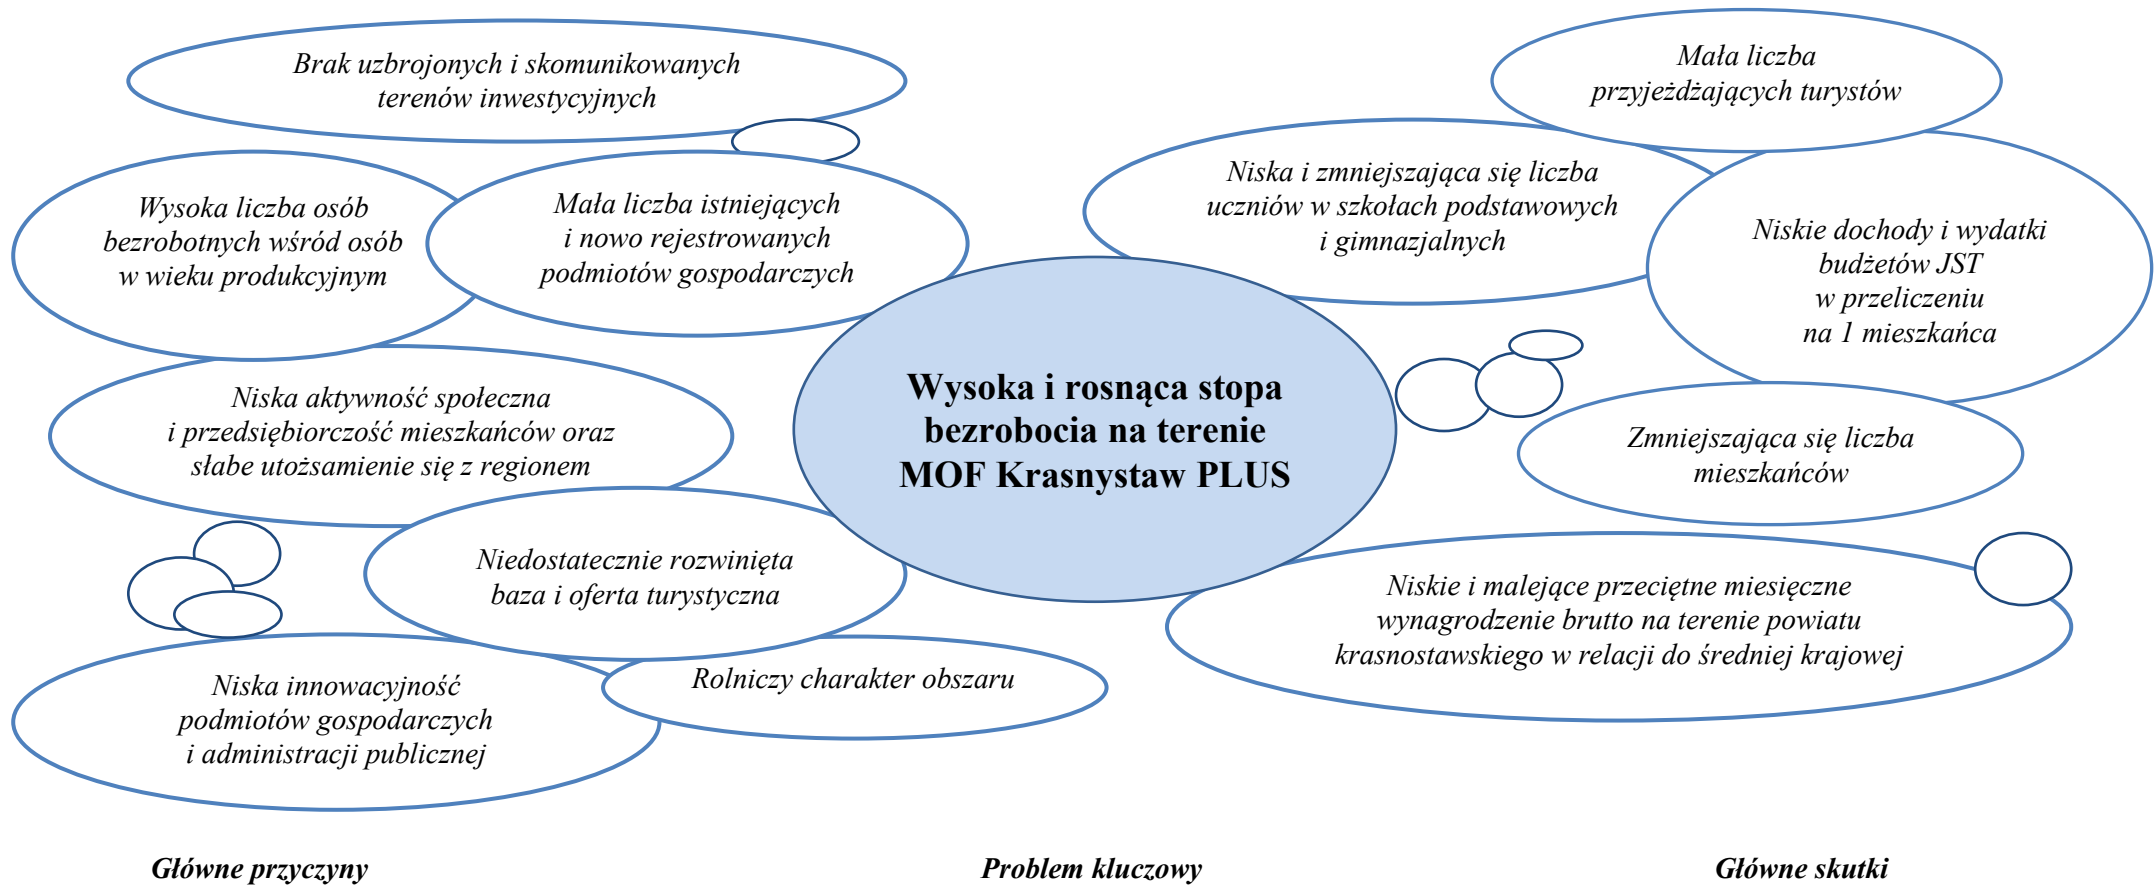 Brak uzbrojonych i skomunikowanych
terenów inwestycyjnych
Wysoka liczba osób
bezrobotnych wśród osób
w wieku produkcyjnym
Mała liczba istniejących
i nowo rejestrowanych
podmiotów gospodarczych
Niska aktywność społeczna
i przedsiębiorczość mieszkańców oraz
słabe utożsamienie się z regionem
Niedostatecznie rozwinięta
baza i oferta turystyczna
Niska innowacyjność
podmiotów gospodarczych
i administracji publicznej
Rolniczy charakter obszaru
Wysoka i rosnąca stopa
bezrobocia na terenie
MOF Krasnystaw PLUS
Mała liczba
przyjeżdżających turystów
Niska i zmniejszająca się liczba
uczniów w szkołach podstawowych
i gimnazjalnych
Niskie dochody i wydatki
budżetów JST
w przeliczeniu
na 1 mieszkańca
Zmniejszająca się liczba
mieszkańców
Niskie i malejące przeciętne miesięczne
wynagrodzenie brutto na terenie powiatu
krasnostawskiego w relacji do średniej krajowej
Główne przyczyny
Problem kluczowy
Główne skutki